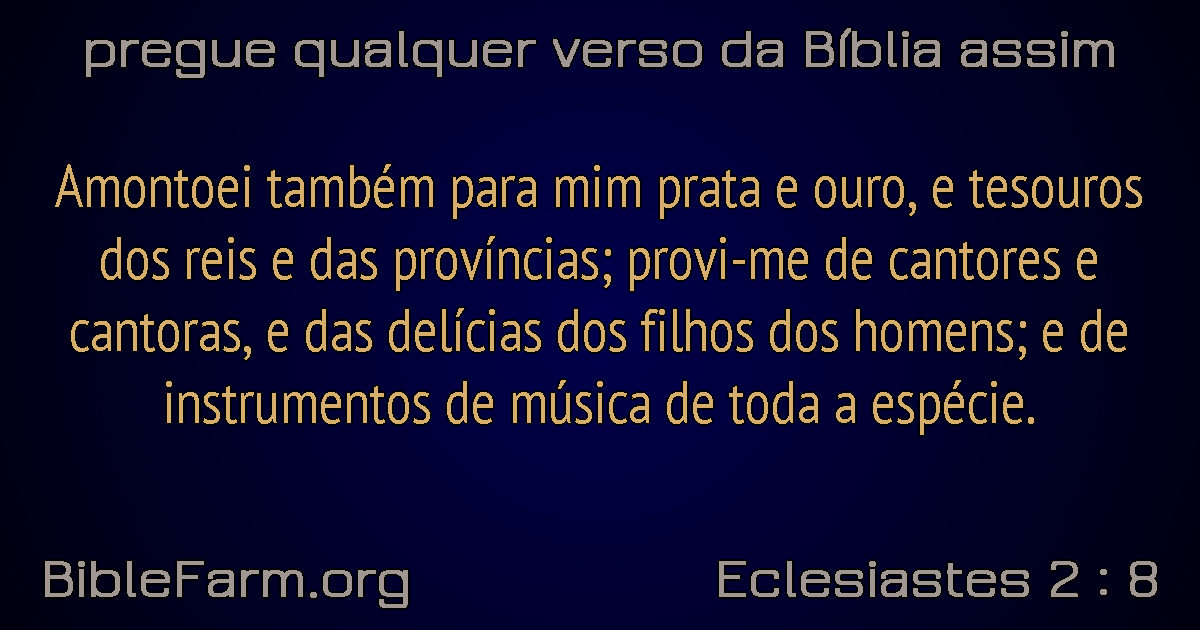 pregue qualquer verso da Bíblia assim
Amontoei também para mim prata e ouro, e tesouros
dos reis e das províncias; provi-me de cantores e
cantoras, e das delícias dos filhos dos homens; e de
instrumentos de música de toda a espécie.
BibleFarm.org
Eclesiastes 2 : 8